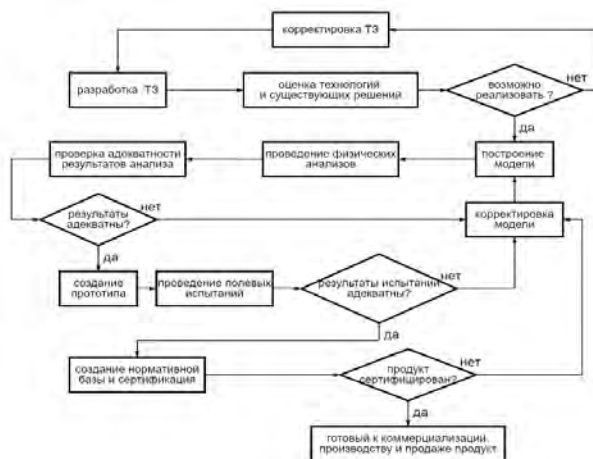 корректировка ТЗ
разработка ТЗ
оценка технологий
и существующих решений
возможно
реализовать ?
нет
да
проверка адокватности
результатов анализа
проведение физических
анализов
построение
модели
результаты
адекватны?
нет
корректировка
модели
да
создание
прототипа
проведение полевых
испытаний
результаты испытаний
адекватны?
нет
да
создание нормативной
базы и сертификация
продукт
сертифицирован?
нет
да
готовый к коммерциализации,
производству и продаже продукт